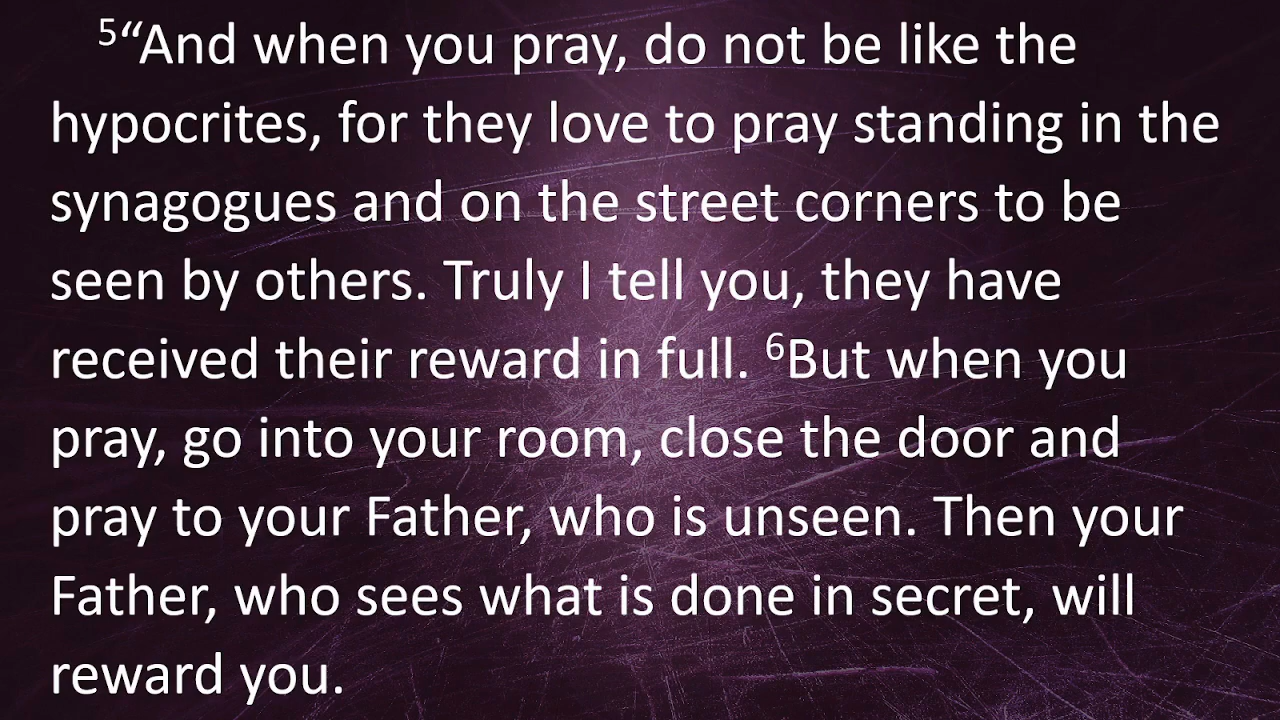 5“And when you pray, do not be like the
hypocrites, for they love to pray standing in the
synagogues and on the street corners to be
seen by others. Truly I tell you, they have
received their reward in full. 6But when you
pray, go into your room, close the door and
pray to your Father, who is unseen. Then your
Father, who sees what is done in secret, will
reward you.